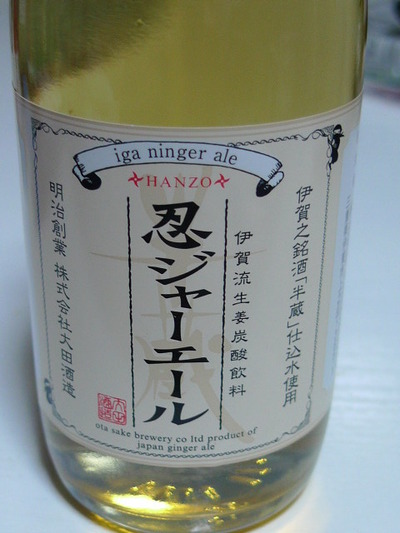 iga ninger ale
HANZO
伊賀之銘酒「半蔵」仕込水使用
伊賀流生姜炭酸飲料
忍ジャーエール
明治創業 株式会社大田酒造
ota sake brewery co ltd product of
japan ginger ale